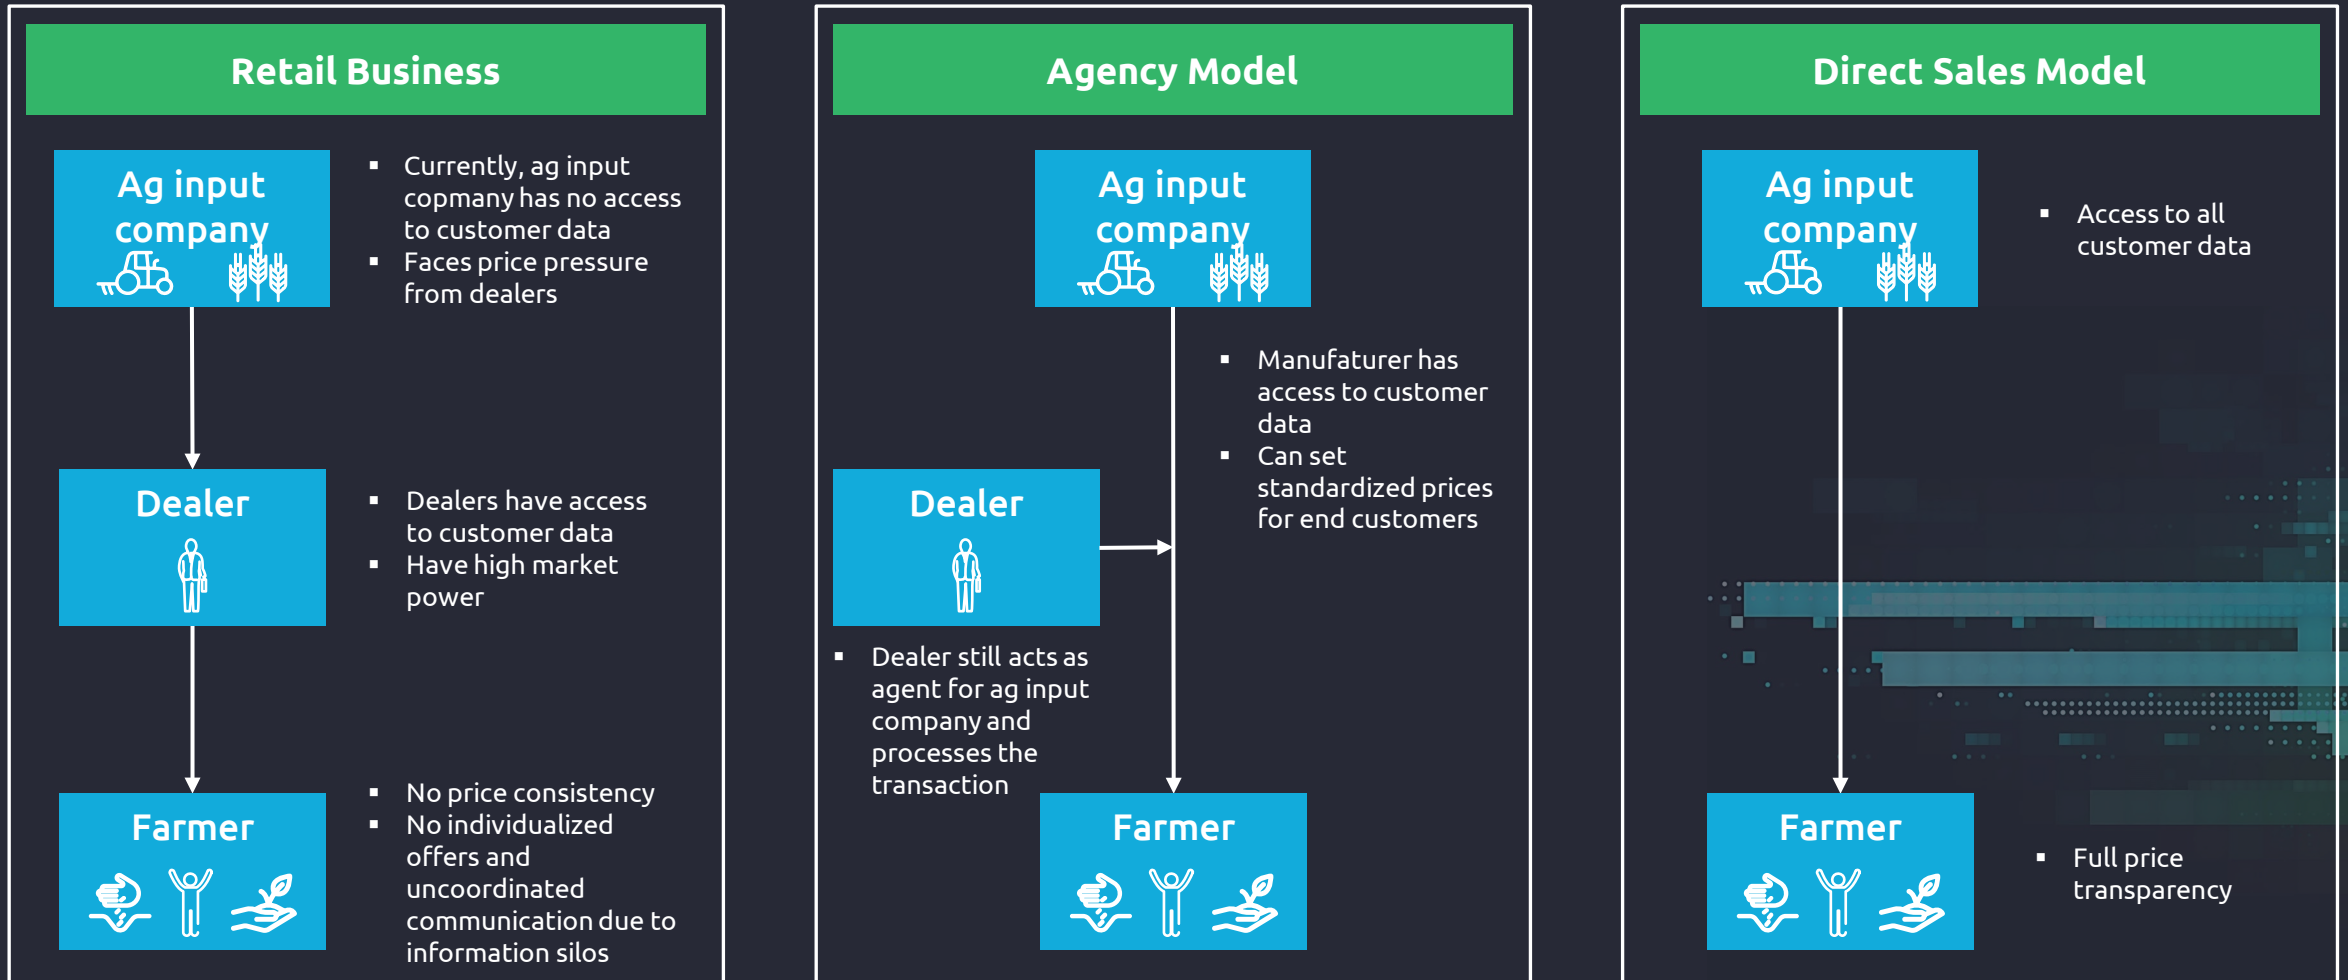 Retail Business
Ag input
company
▪ Currently, ag input
copmany has no access
to customer data
▪ Faces price pressure
from dealers
Dealer
▪ Dealers have access
to customer data
▪ Have high market
power
Farmer
▪ No price consistency
▪ No individualized
offers and
uncoordinated
communication due to
information silos
Agency Model
Ag input
company
▪ Manufaturer has
access to customer
data
▪ Can set
standardized prices
for end customers
Dealer
▪ Dealer still acts as
agent for ag input
company and
processes the
transaction
Farmer
Direct Sales Model
Ag input
company
▪ Access to all
customer data
Farmer
▪ Full price
transparency